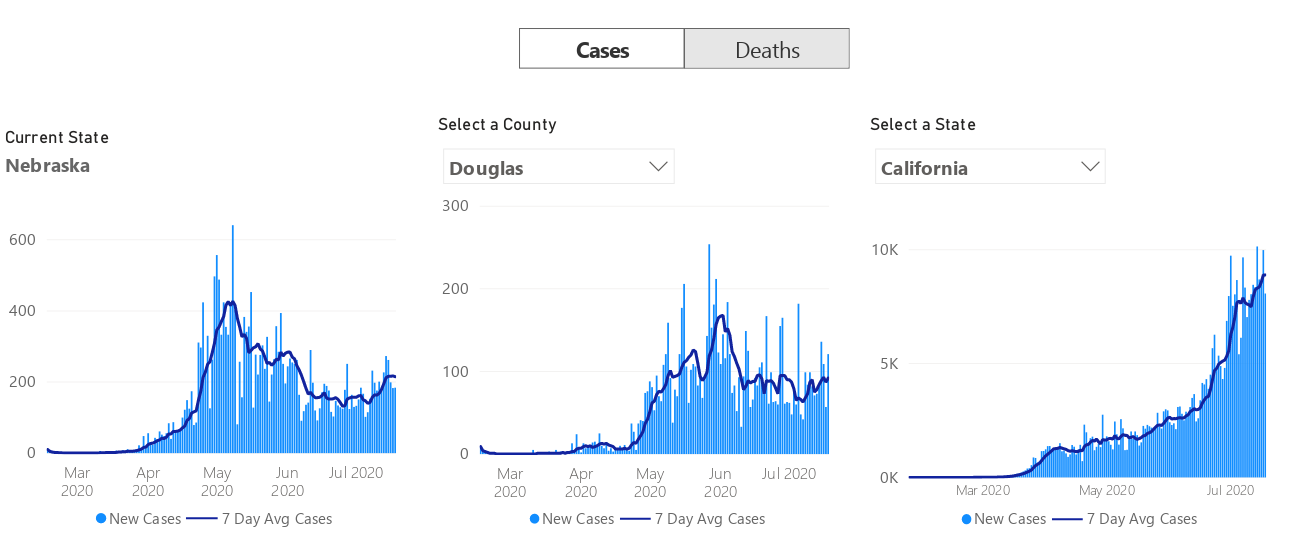 Cases Deaths
Current State
Nebraska
600
400
200
0
Mar Apr May Jun Jul 2020
2020 2020 2020 2020
New Cases 7 Day Avg Cases
Select a County
Douglas
300
200
100
0
Mar Apr May Jun Jul 2020
2020 2020 2020 2020
New Cases 7 Day Avg Cases
Select a State
California
10K
5K
0K
Mar 2020 May 2020 Jul 2020
New Cases 7 Day Avg Cases